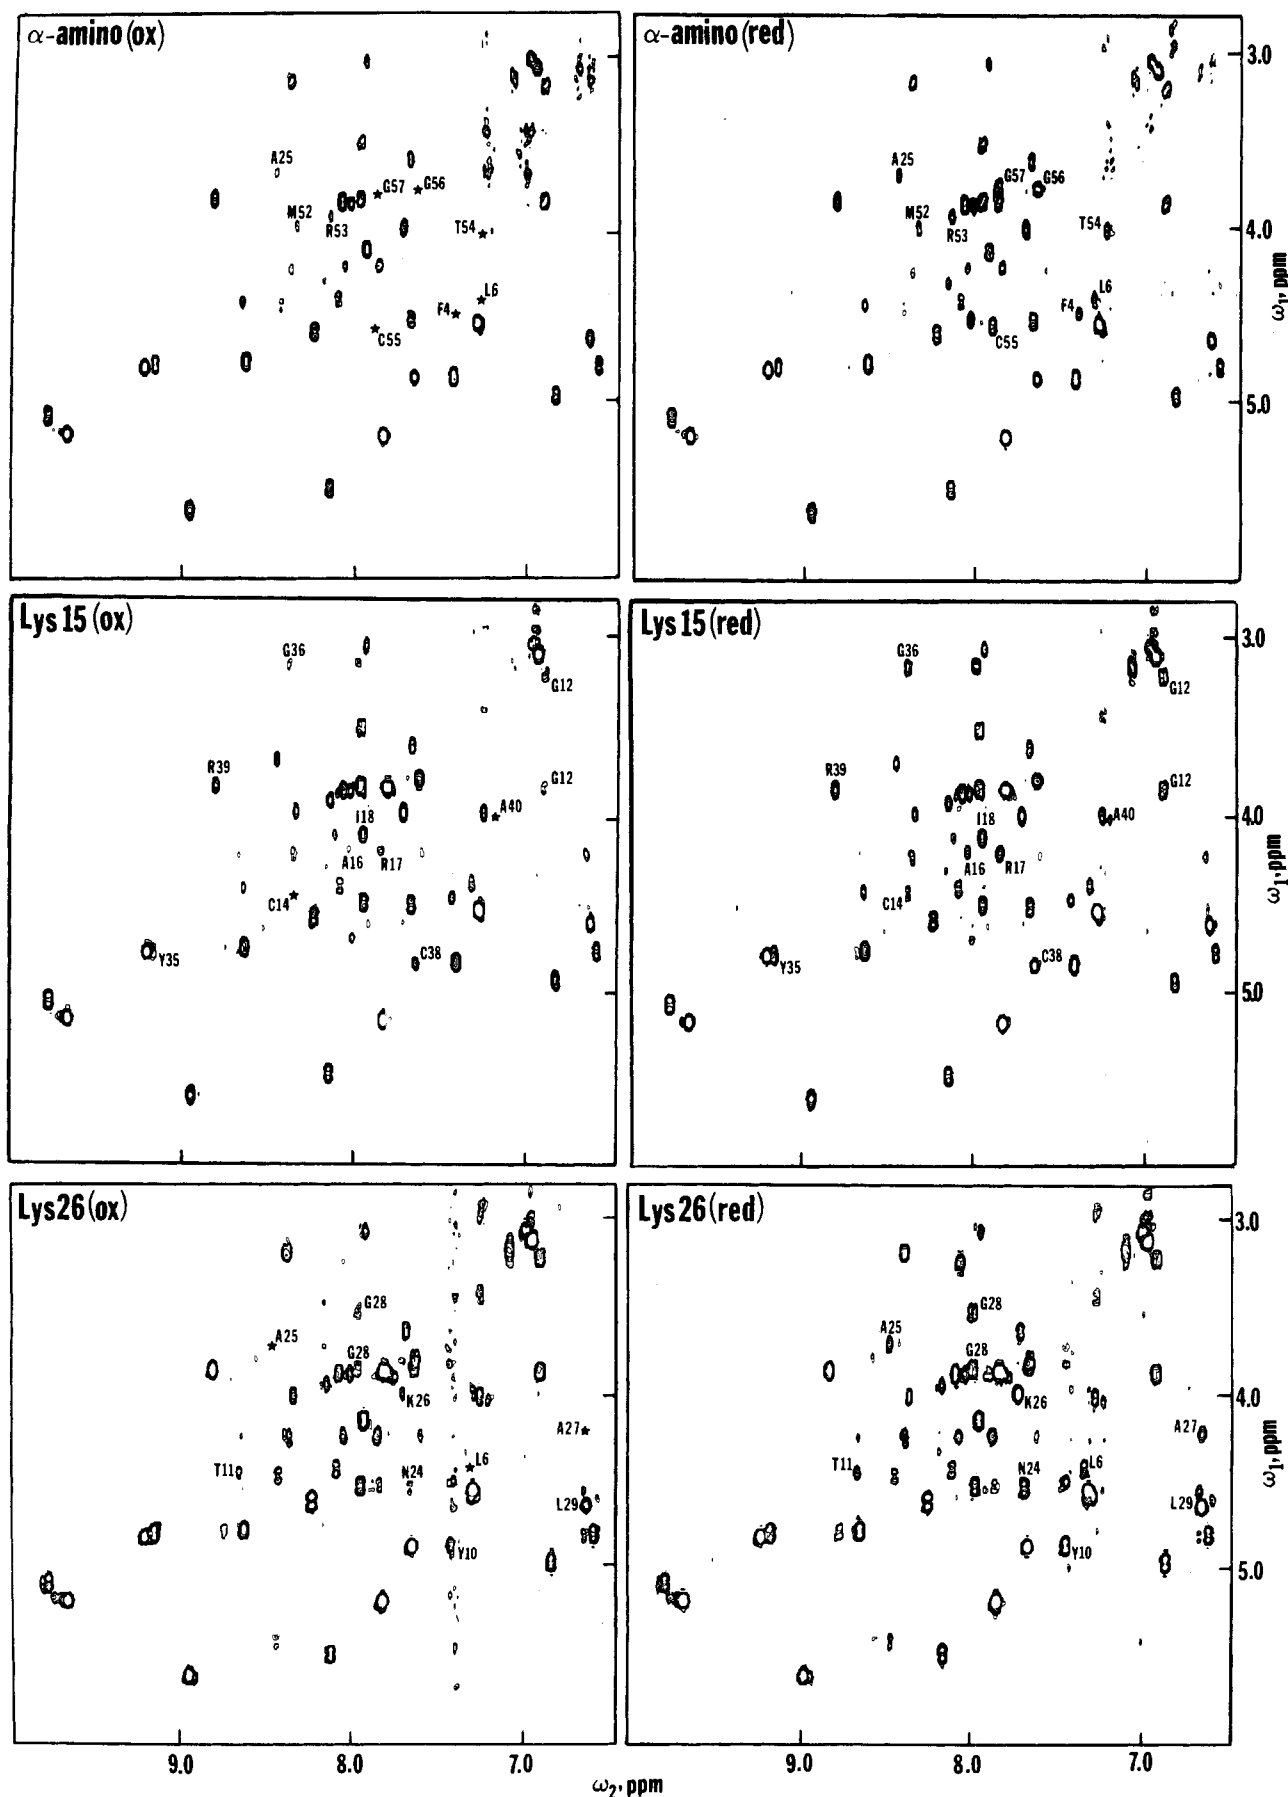 α-amino (ox)
A25
G57 ★
★ G56
M52
R53
T54 ★
★ L6
F4 ★
★ C55
α-amino (red)
3.0
A25
G57
G56
M52
R53
T54
4.0
L6
F4
C55
ω₁, ppm
5.0
Lys 15 (ox)
G36
G12
R39
G12
I18
★ A40
A16
R17
C14 ★
Y35
C38
Lys 15 (red)
3.0
G36
G12
R39
G12
I18
A40
4.0
A16
R17
C14
Y35
C38
ω₁, ppm
5.0
Lys 26 (ox)
G28
★ A25
G28
K26
A27 ★
T11
N24
★ L6
L29
Y10
9.0
8.0
7.0
Lys 26 (red)
3.0
G28
A25
G28
K26
4.0
A27
T11
N24
L6
L29
Y10
ω₁, ppm
5.0
9.0
8.0
7.0
ω₂, ppm